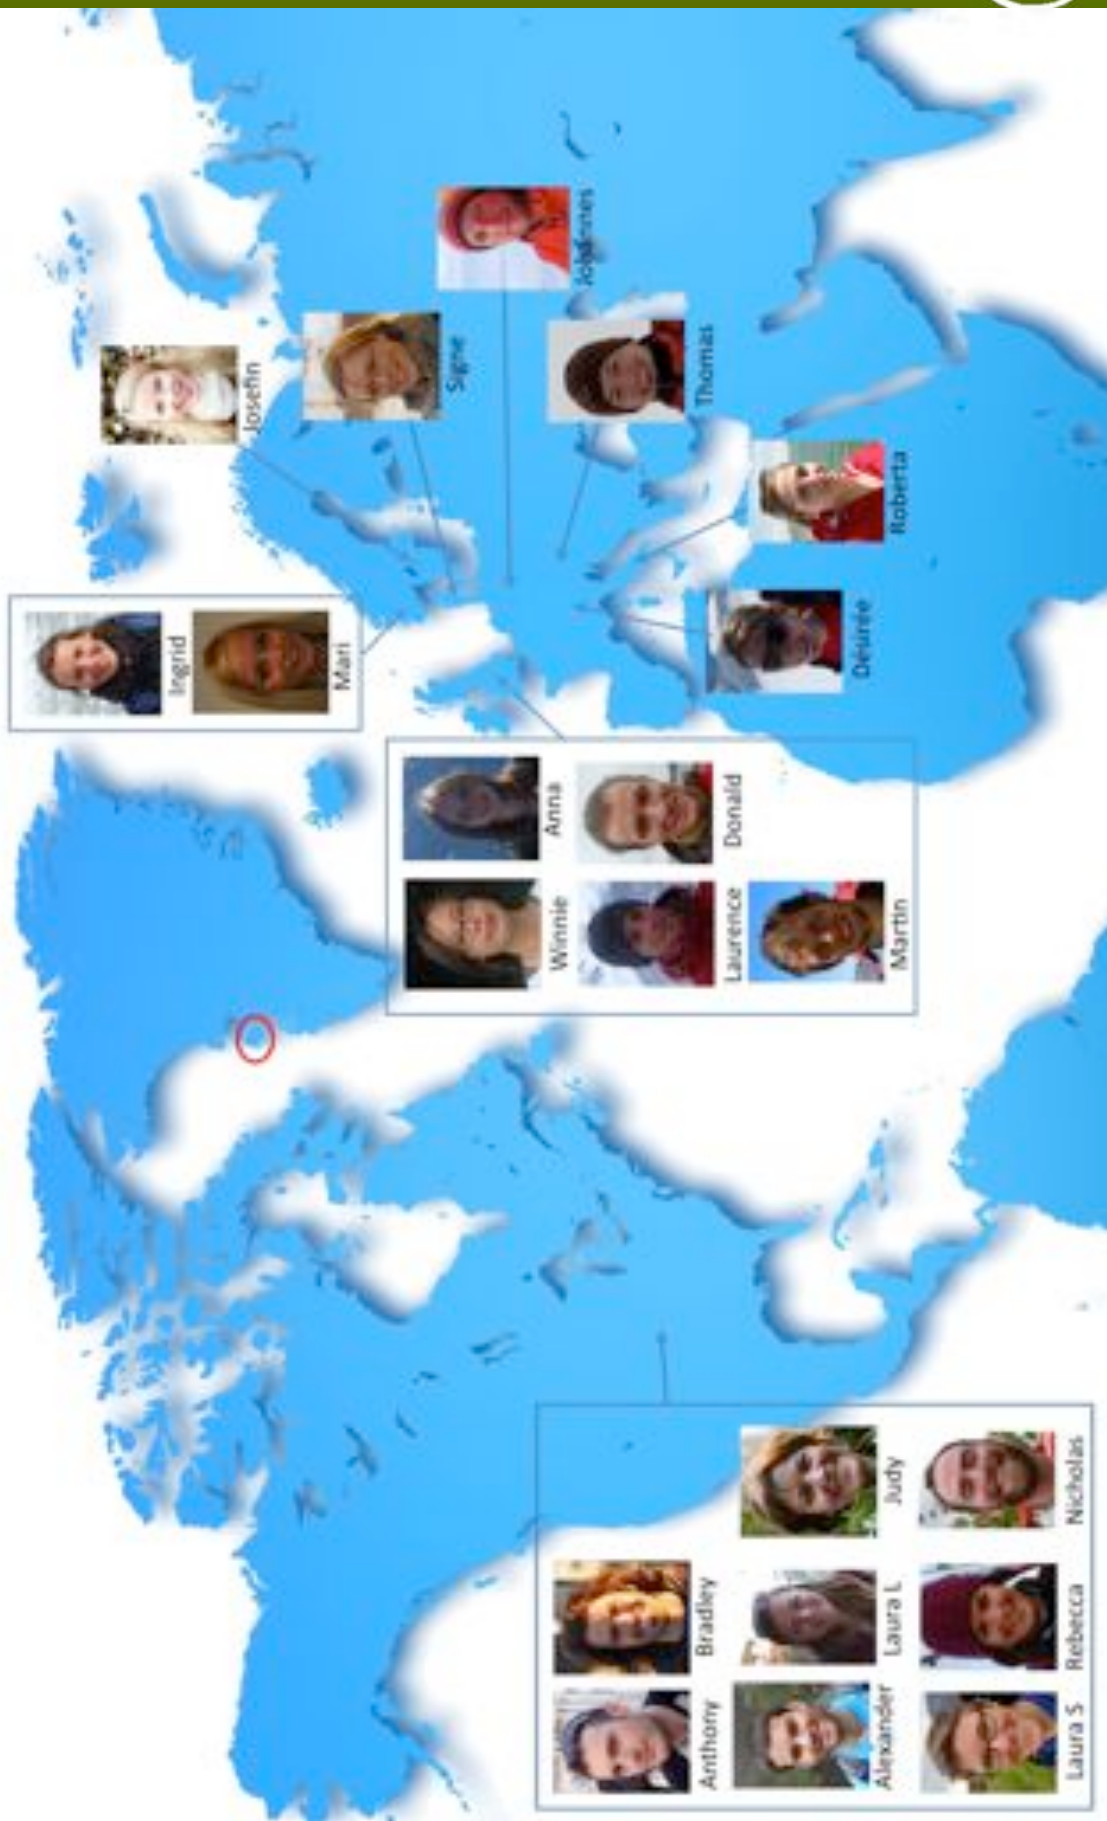 Anthony
Bradley
Alexander
Laura L
Judy
Laura S
Rebecca
Nicholas
Winnie
Anna
Laurence
Donald
Martin
Ingrid
Mari
Josefin
Signe
Johannes
Thomas
Roberta
Désirée